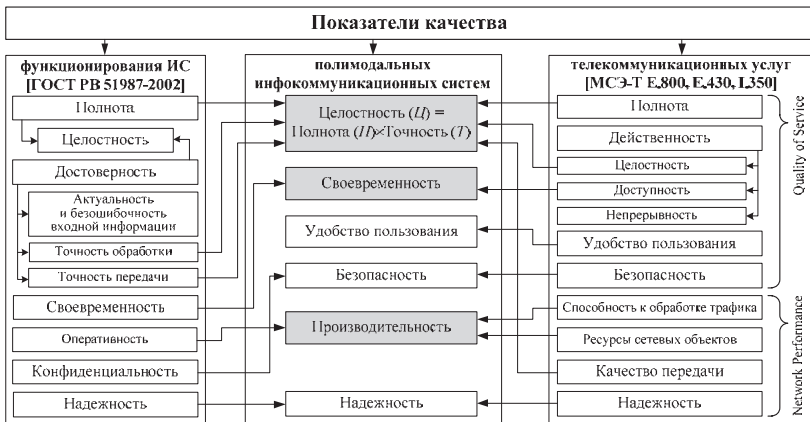 Показатели качества
функционирования ИС
[ГОСТ РВ 51987-2002]
Полнота
Целостность
Достоверность
Актуальность
и безошибочность
входной информации
Точность обработки
Точность передачи
Своевременность
Оперативность
Конфиденциальность
Надежность
полимодальных
инфокоммуникационных систем
Целостность (Ц) =
Полнота (П)×Точность (Т)
Своевременность
Удобство пользования
Безопасность
Производительность
Надежность
телекоммуникационных услуг
[МСЭ-Т Е.800, Е.430, I.350]
Полнота
Действенность
Целостность
Доступность
Непрерывность
Удобство пользования
Безопасность
Способность к обработке трафика
Ресурсы сетевых объектов
Качество передачи
Надежность
Quality of Service
Network Performance